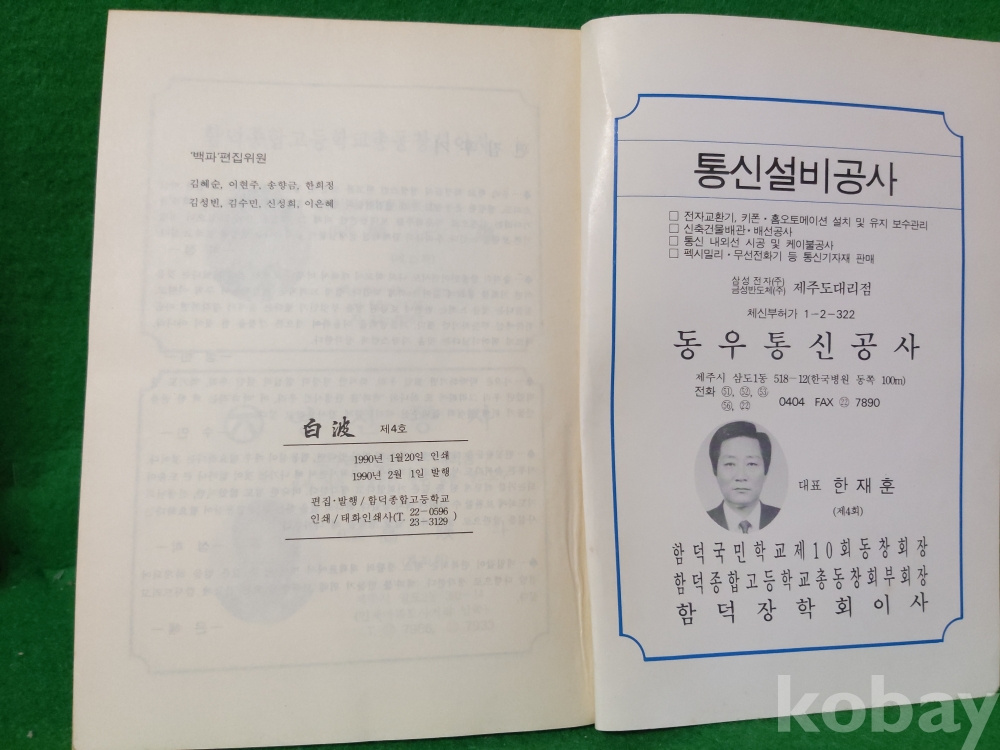 '백파'편집위원
김혜순, 이현주, 송향금, 한희정
김성빈, 김수민, 신성희, 이은혜
白波 제4호
1990년 1월20일 인쇄
1990년 2월 1일 발행
편집·발행/함덕종합고등학교
인쇄/태화인쇄사(T. 22-0596
23-3129 )
통신설비공사
□ 전자교환기, 키폰·홈오토메이션 설치 및 유지 보수관리
□ 신축건물배관·배선공사
□ 통신 내외선 시공 및 케이블공사
□ 팩시밀리·무선전화기 등 통신기자재 판매
삼성 전자(주)
금성반도체(주) 제주도대리점
체신부허가 1-2-322
동우통신공사
제주시 삼도1동 518-12(한국병원 동쪽 100m)
전화 ㉛, ㊾, ㊼
㊽, ㉒ 0404 FAX ㉒ 7890
대표 한재훈
(제4회)
함덕국민학교제10회동창회장
함덕종합고등학교총동창회부회장
함덕장학회이사
kobay